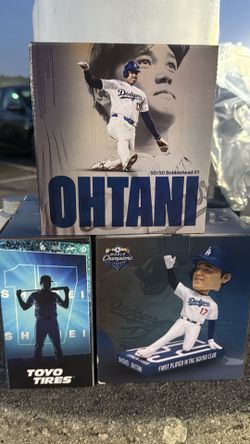 Dodgers
50/50 Bobblehead #1
OHTANI
WORLD
Champions
Dodgers
17
SHOHEI OHTANI
FIRST PLAYER IN THE 50/50 CLUB
SHOHEI
TOYO
TIRES